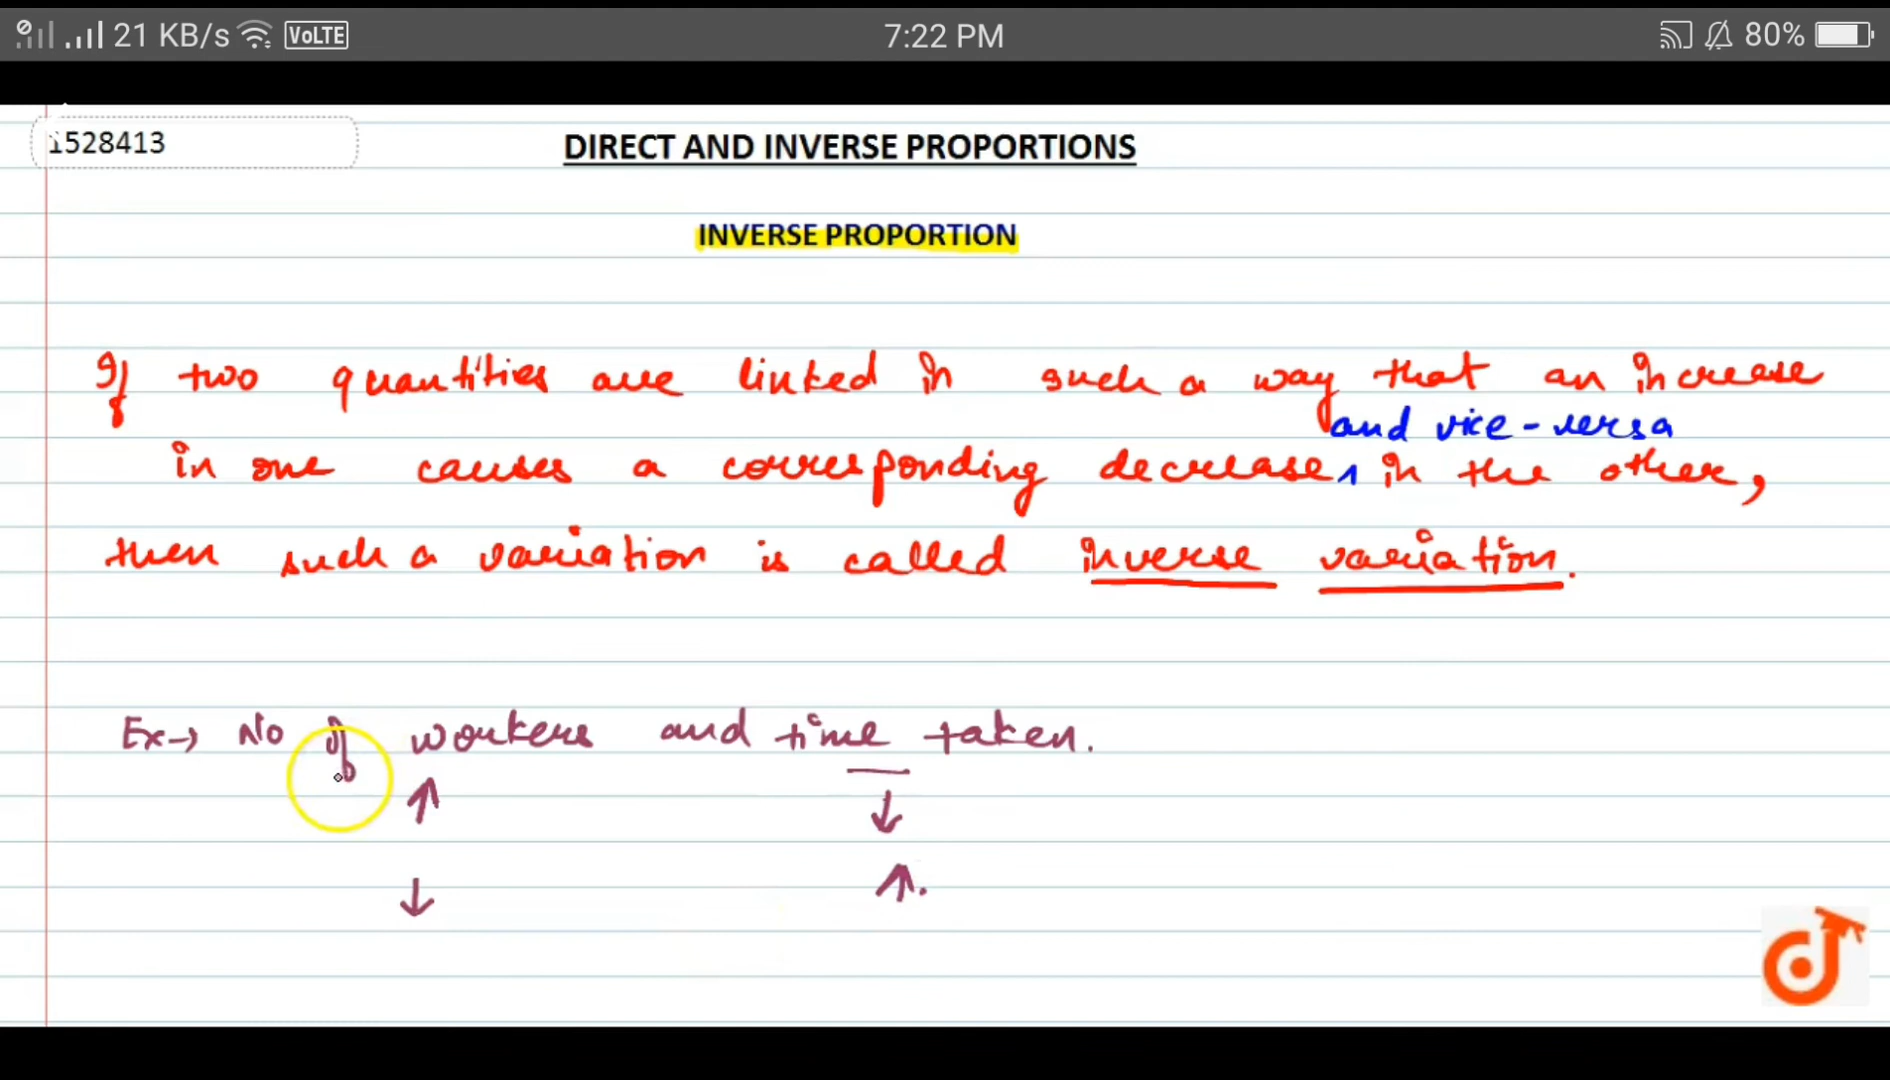 21 KB/s VoLTE 7:22 PM 80%
1528413
DIRECT AND INVERSE PROPORTIONS
INVERSE PROPORTION
If two quantities are linked in such a way that an increase
and vice-versa
in one causes a corresponding decrease, in the other,
then such a variation is called inverse variation.
Ex→ No of workers and time taken.
↑ ↓
↓ ↑.